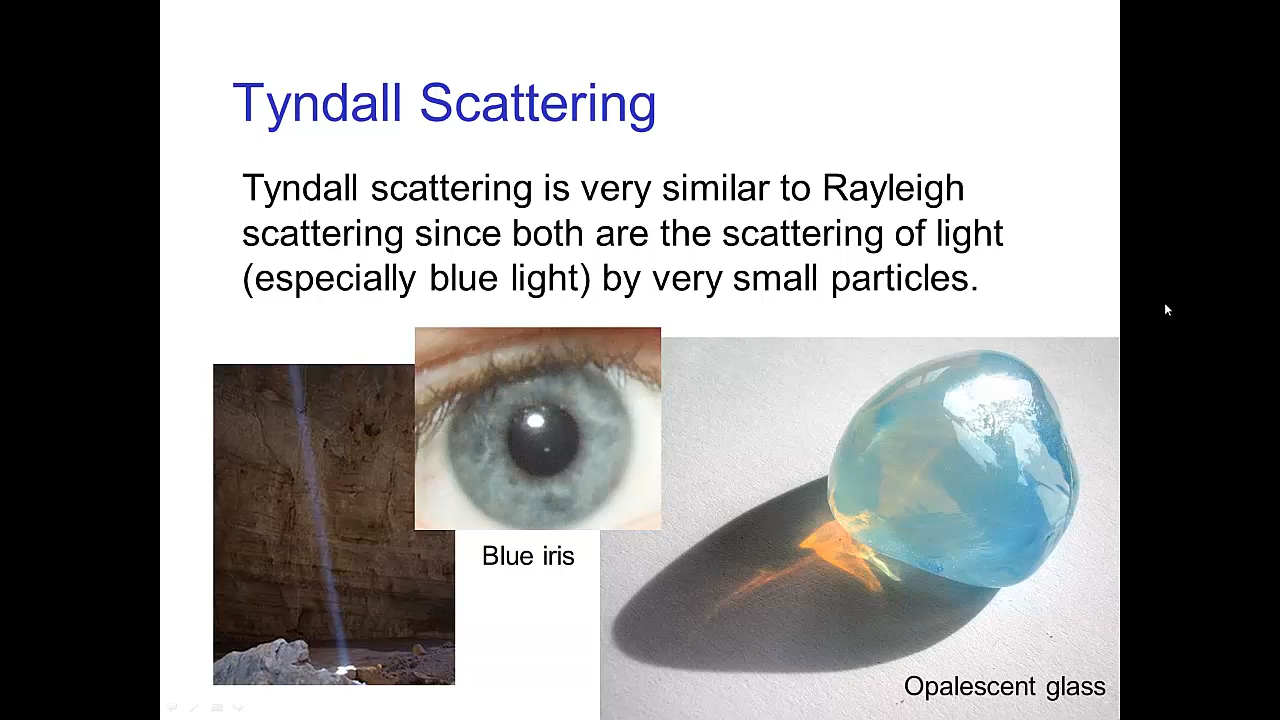 Tyndall Scattering
Tyndall scattering is very similar to Rayleigh
scattering since both are the scattering of light
(especially blue light) by very small particles.
Blue iris
Opalescent glass